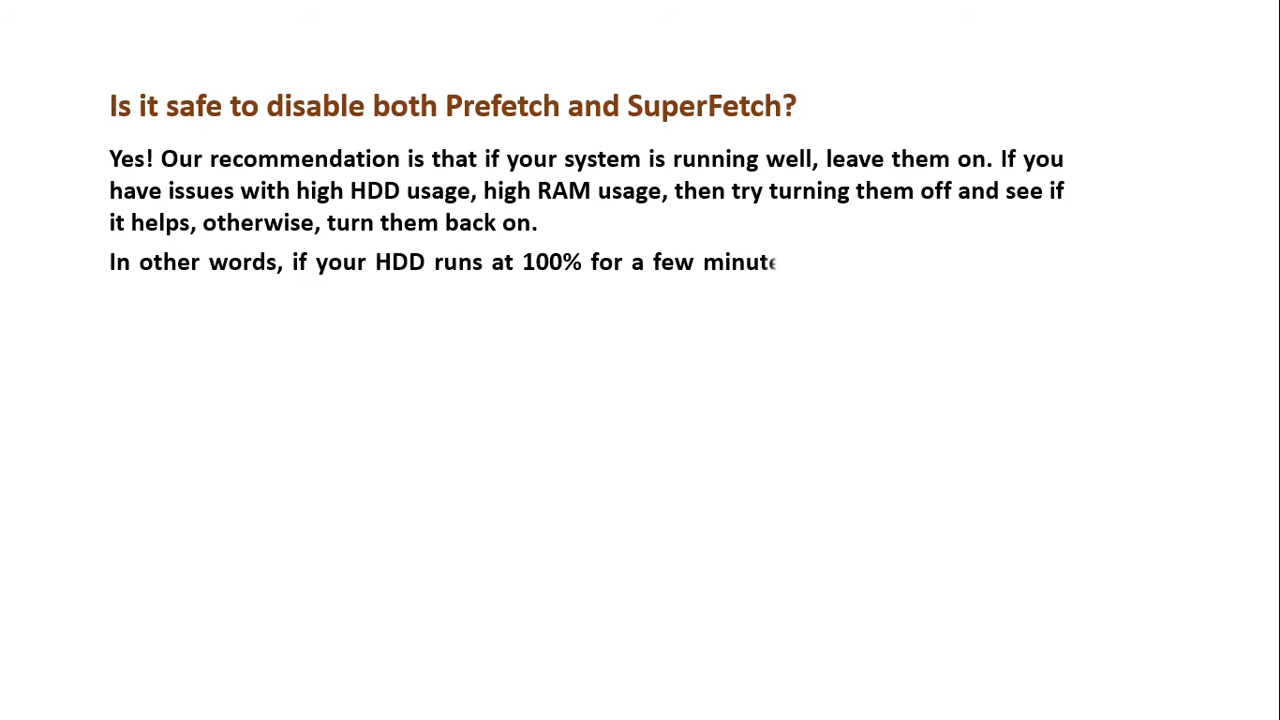 Is it safe to disable both Prefetch and SuperFetch?
Yes! Our recommendation is that if your system is running well, leave them on. If you
have issues with high HDD usage, high RAM usage, then try turning them off and see if
it helps, otherwise, turn them back on.
In other words, if your HDD runs at 100% for a few minute